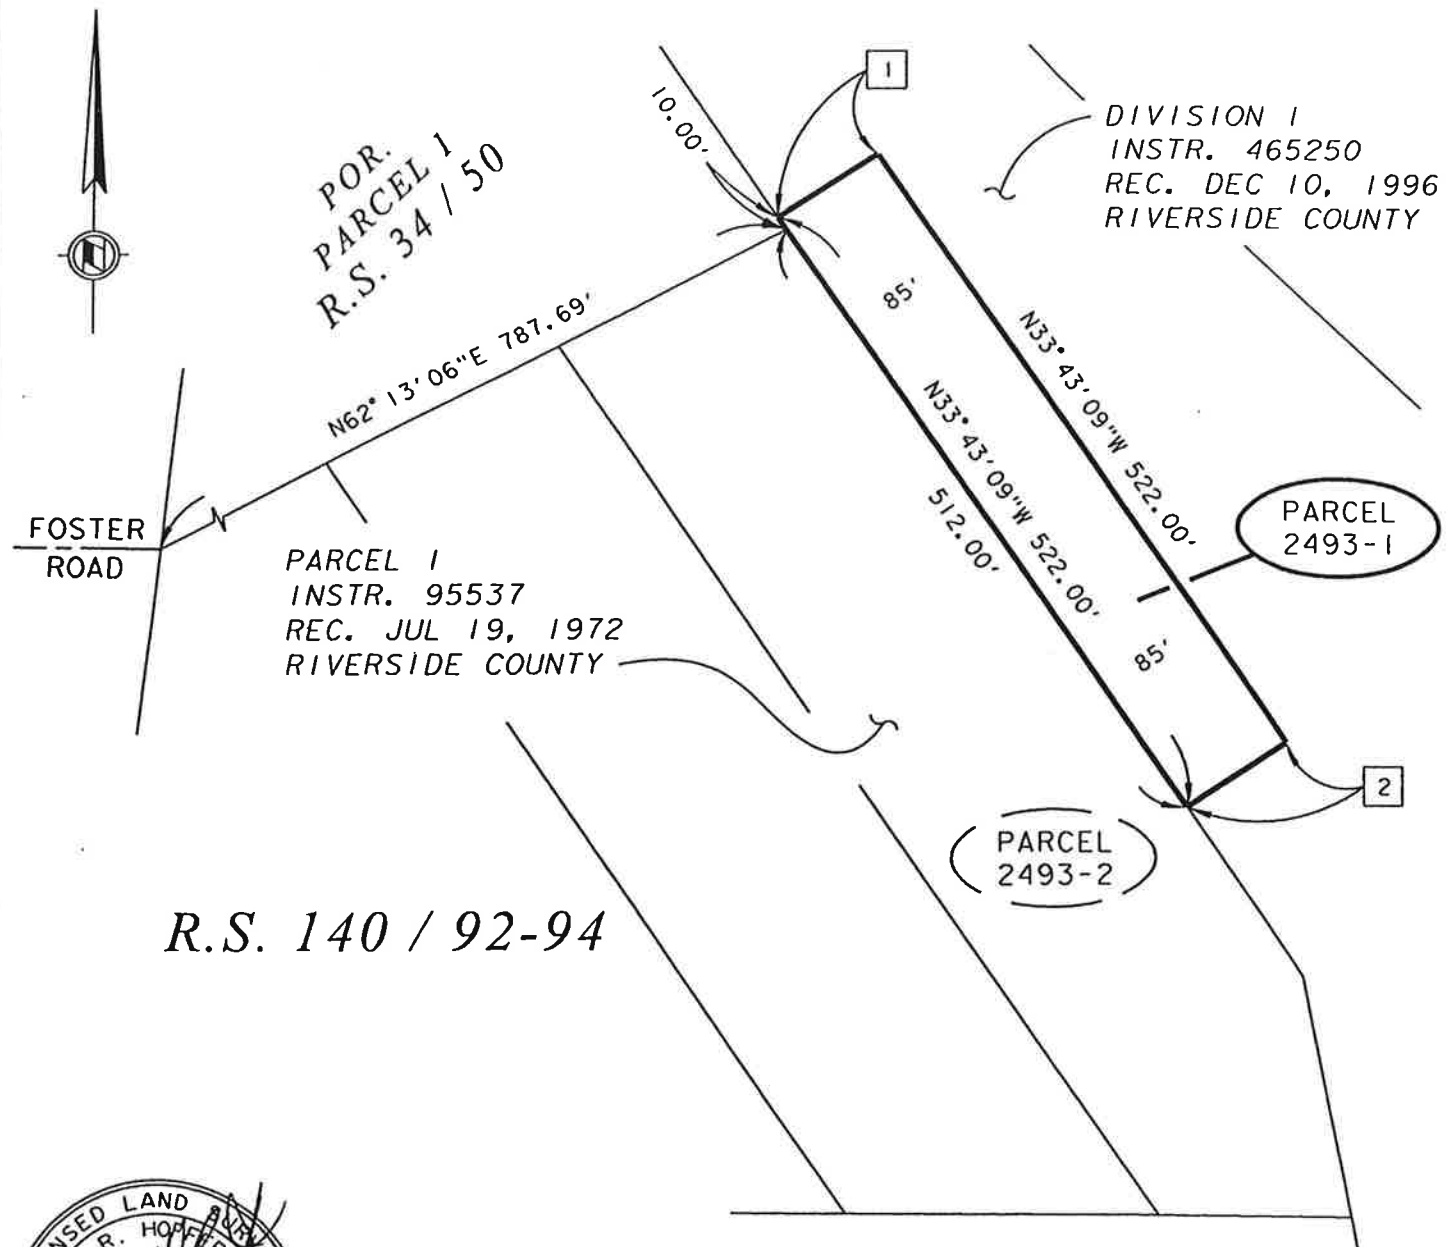 1
10.00'
DIVISION 1
INSTR. 465250
REC. DEC 10, 1996
RIVERSIDE COUNTY
POR.
PARCEL 1
R.S. 34 / 50
85'
N62° 13' 06"E 787.69'
N33° 43' 09"W 522.00'
N33° 43' 09"W 522.00'
512.00'
PARCEL
2493-1
FOSTER
ROAD
PARCEL 1
INSTR. 95537
REC. JUL 19, 1972
RIVERSIDE COUNTY
85'
2
PARCEL
2493-2
R.S. 140 / 92-94
LAND
R.